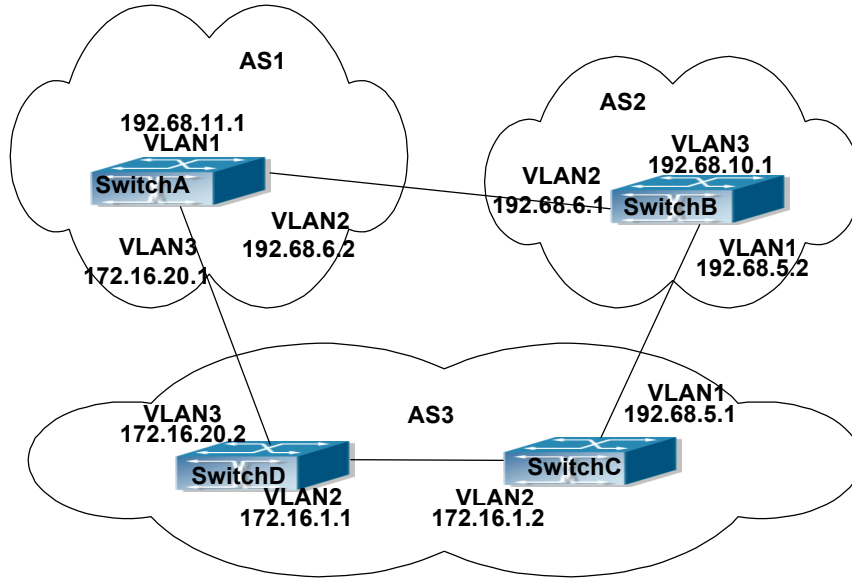 AS1
192.68.11.1
VLAN1
SwitchA
VLAN2
192.68.6.2
VLAN3
172.16.20.1
AS2
VLAN3
192.68.10.1
VLAN2
192.68.6.1
SwitchB
VLAN1
192.68.5.2
AS3
VLAN3
172.16.20.2
SwitchD
VLAN2
172.16.1.1
VLAN1
192.68.5.1
SwitchC
VLAN2
172.16.1.2